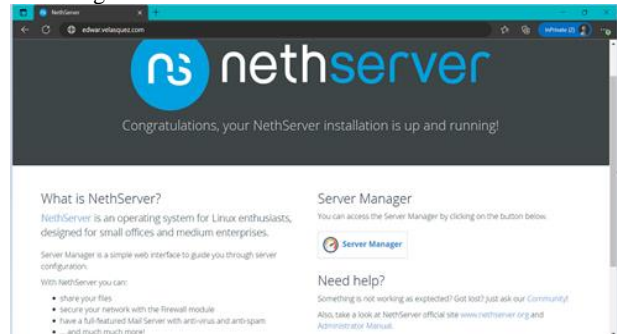 NethServer
edwar.velasquez.com
InPrivate (2)
ns nethserver
Congratulations, your NethServer installation is up and running!
What is NethServer?
NethServer is an operating system for Linux enthusiasts,
designed for small offices and medium enterprises.
Server Manager is a simple web interface to guide you through server
configuration.
With NethServer you can:
share your files
secure your network with the Firewall module
have a full-featured Mail Server with anti-virus and anti-spam
... and much much more!
Server Manager
You can access the Server Manager by clicking on the button below.
Server Manager
Need help?
Something is not working as explected? Got lost? Just ask our Community!
Also, take a look at NethServer official site www.nethserver.org and
Administrator Manual.